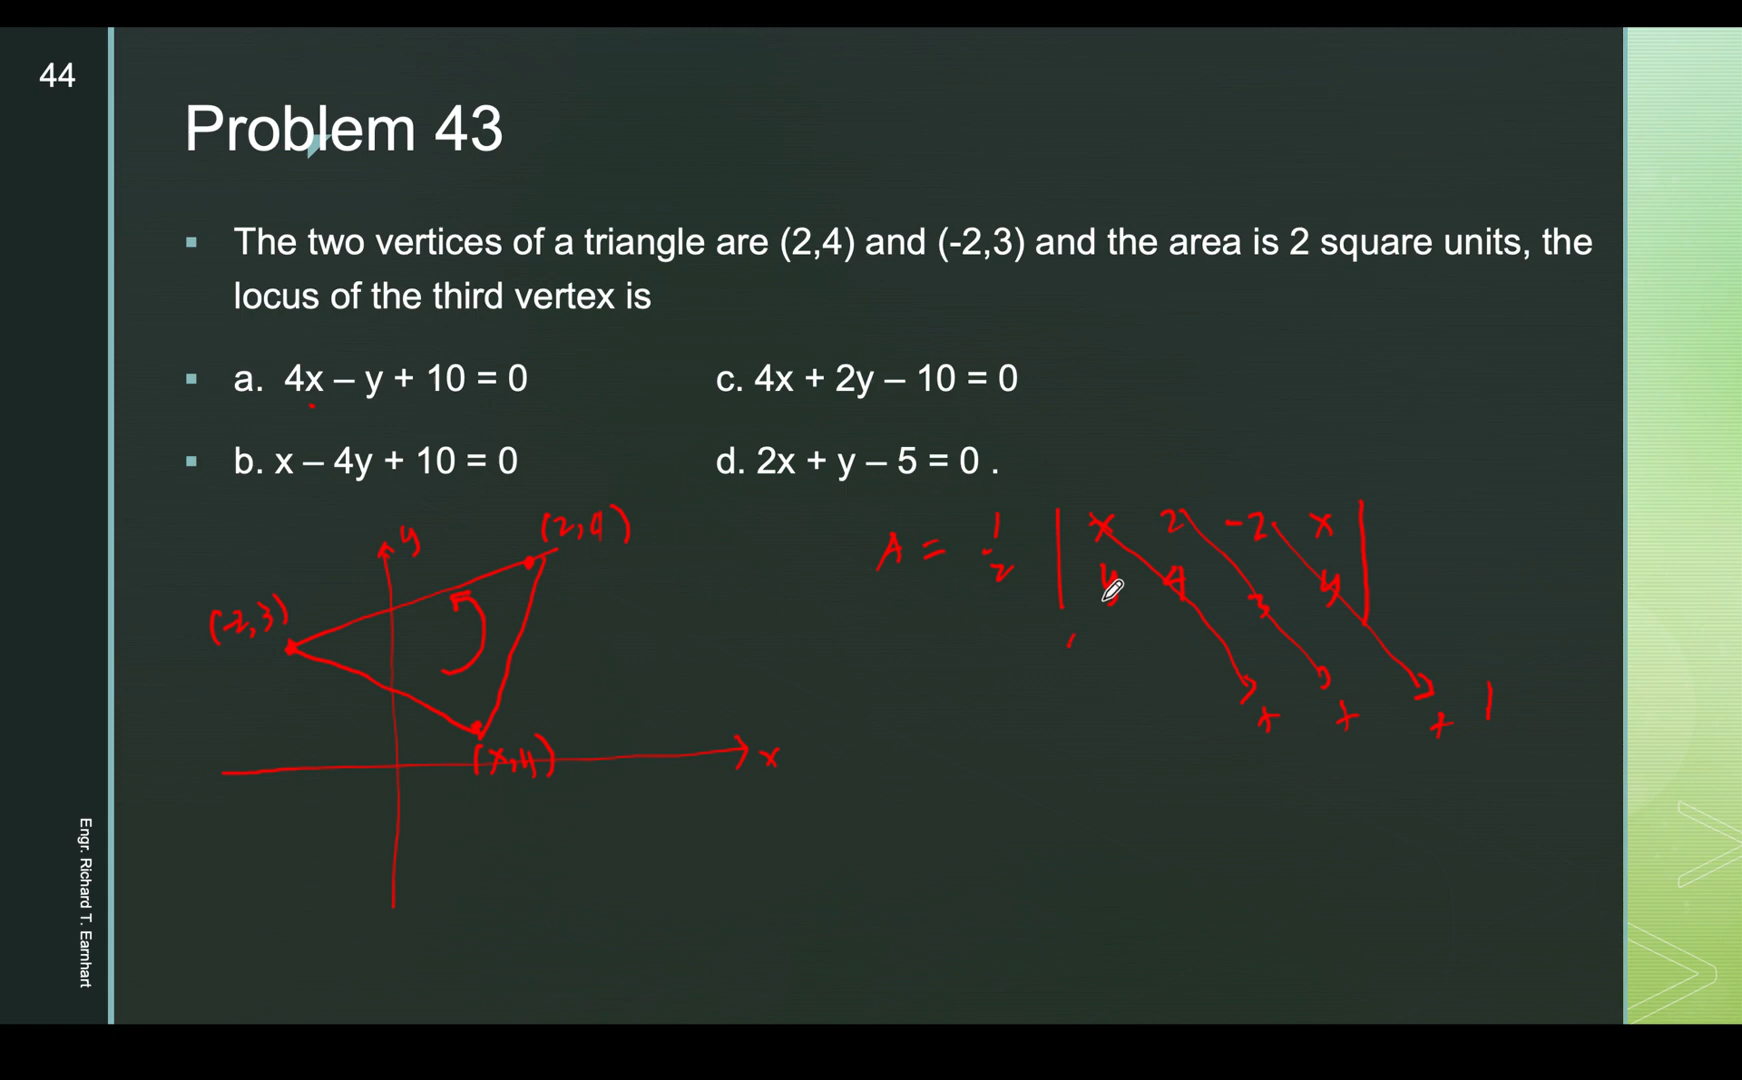 44
Problem 43
The two vertices of a triangle are (2,4) and (-2,3) and the area is 2 square units, the
locus of the third vertex is
a. 4x – y + 10 = 0
c. 4x + 2y – 10 = 0
b. x – 4y + 10 = 0
d. 2x + y – 5 = 0 .
y
(2,4)
(-2,3)
(x,y)
x
A = 1/2 | x 2 -2 x |
y 4 3 y
+ + +
Engr. Richard T. Earnhart